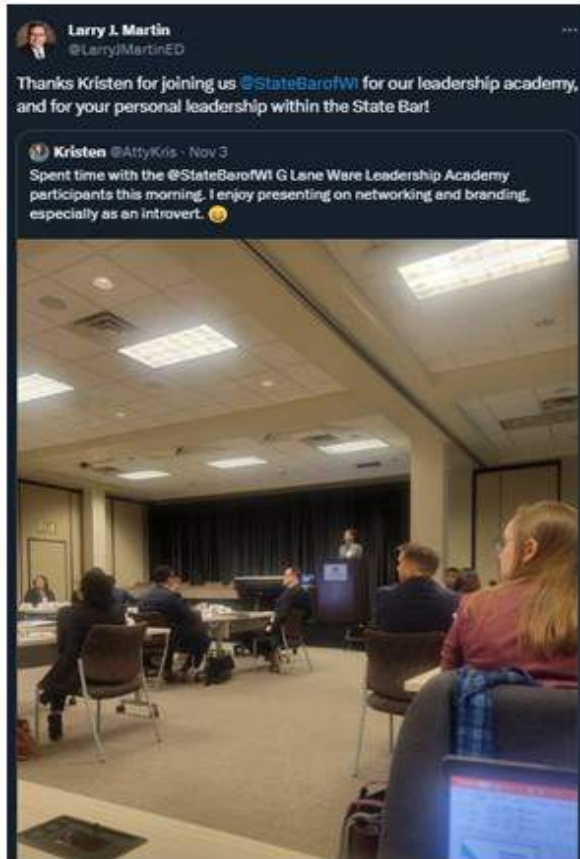 Larry J. Martin
@LarryJMartinED
Thanks Kristen for joining us @StateBarofWI for our leadership academy,
and for your personal leadership within the State Bar!
Kristen @AttyKris · Nov 3
Spent time with the @StateBarofWI G Lane Ware Leadership Academy
participants this morning. I enjoy presenting on networking and branding,
especially as an introvert. 😀